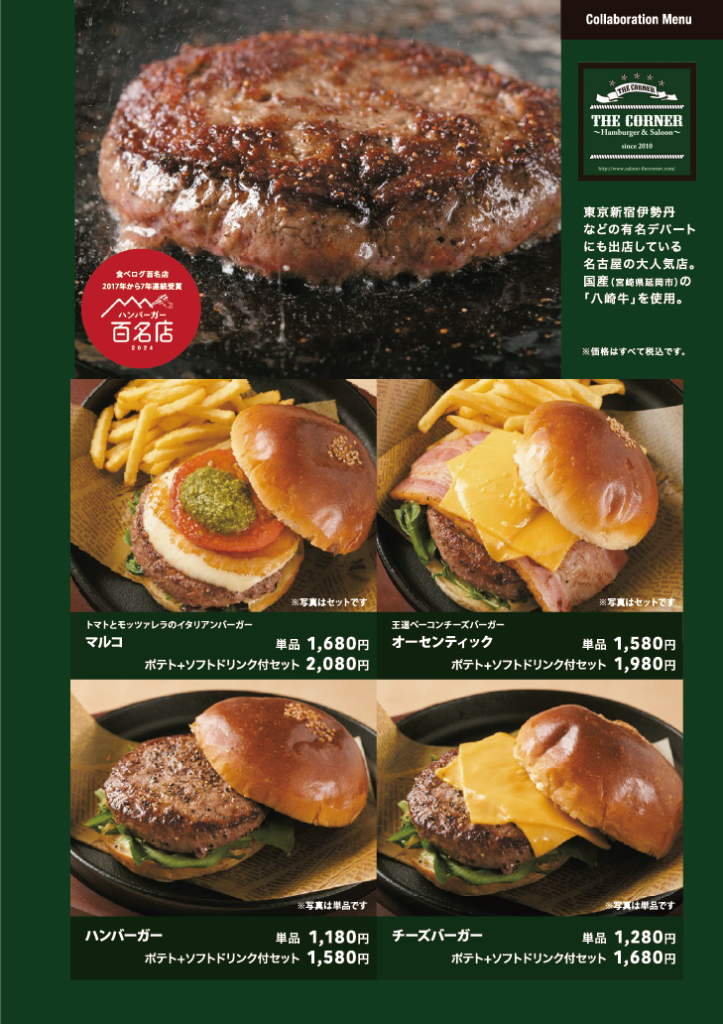 Collaboration Menu
THE CORNER
THE CORNER
~Hamburger & Saloon~
since 2010
http://www.saloon-thecorner.com/
東京新宿伊勢丹
などの有名デパート
にも出店している
名古屋の大人気店。
国産(宮崎県延岡市)の
「八崎牛」を使用。
※価格はすべて税込です。
食べログ百名店
2017年から7年連続受賞
ハンバーガー
百名店
2024
※写真はセットです
トマトとモッツァレラのイタリアンバーガー
マルコ
単品 1,680円
ポテト+ソフトドリンク付セット 2,080円
※写真はセットです
王道ベーコンチーズバーガー
オーセンティック
単品 1,580円
ポテト+ソフトドリンク付セット 1,980円
※写真は単品です
ハンバーガー
単品 1,180円
ポテト+ソフトドリンク付セット 1,580円
※写真は単品です
チーズバーガー
単品 1,280円
ポテト+ソフトドリンク付セット 1,680円